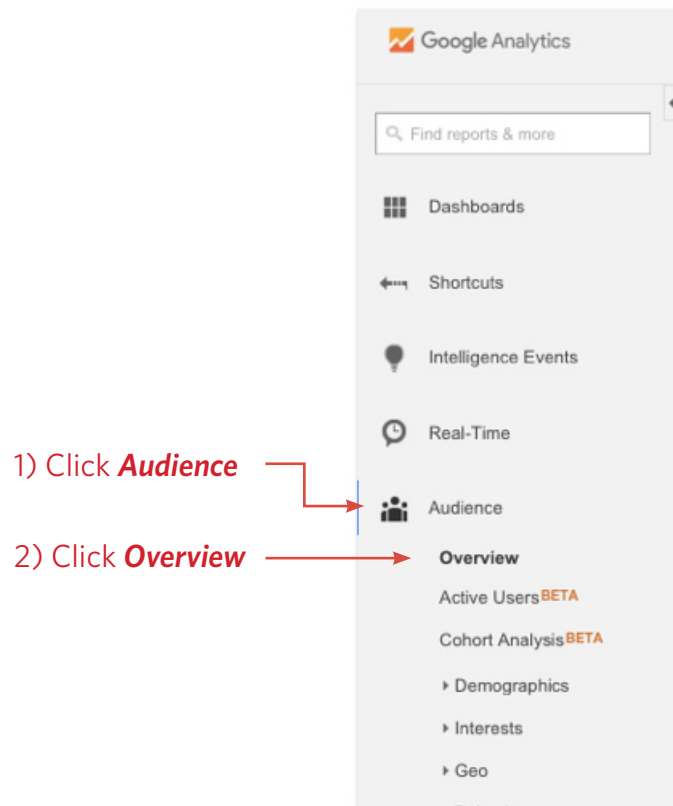 Google Analytics
Find reports & more
Dashboards
Shortcuts
Intelligence Events
Real-Time
1) Click Audience
Audience
2) Click Overview
Overview
Active Users BETA
Cohort Analysis BETA
Demographics
Interests
Geo